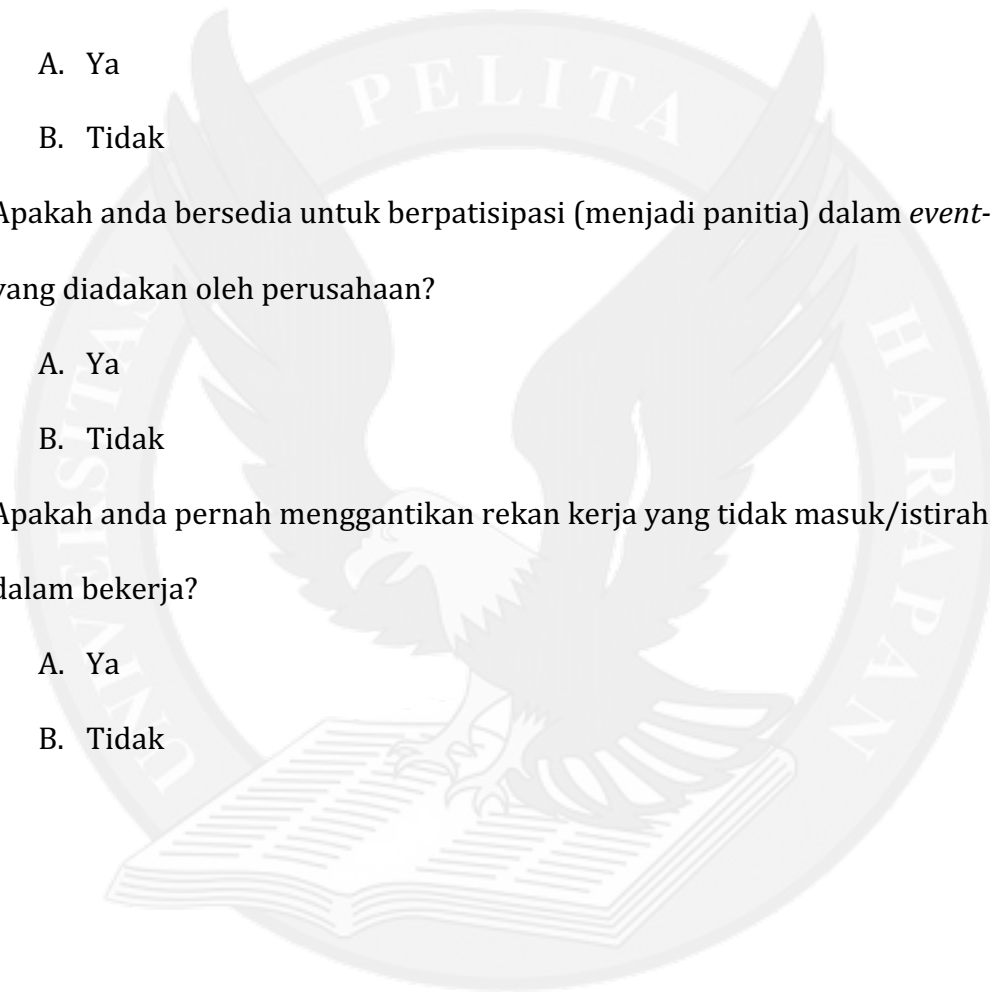 A. Ya
B. Tidak
Apakah anda bersedia untuk berpatisipasi (menjadi panitia) dalam event-
yang diadakan oleh perusahaan?
A. Ya
B. Tidak
Apakah anda pernah menggantikan rekan kerja yang tidak masuk/istirah
dalam bekerja?
A. Ya
B. Tidak
UNIVERSITAS PELITA HARAPAN